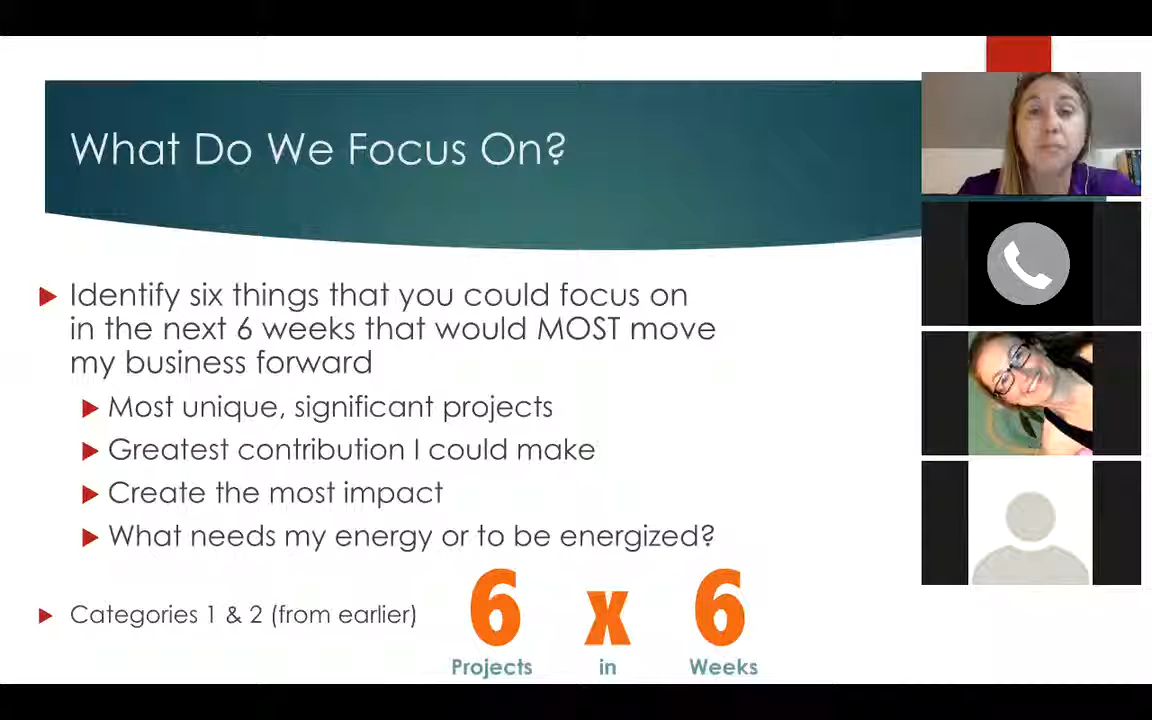 What Do We Focus On?
Identify six things that you could focus on
in the next 6 weeks that would MOST move
my business forward
Most unique, significant projects
Greatest contribution I could make
Create the most impact
What needs my energy or to be energized?
Categories 1 & 2 (from earlier)
6 x 6
Projects in Weeks